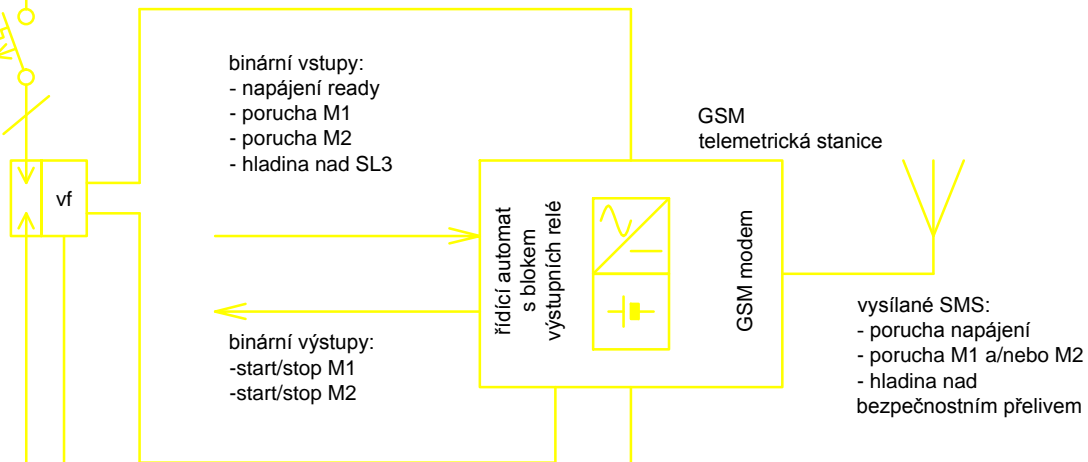 binární vstupy:
- napájení ready
- porucha M1
- porucha M2
- hladina nad SL3
GSM
telemetrická stanice
vf
řídící automat
s blokem
výstupních relé
GSM modem
binární výstupy:
-start/stop M1
-start/stop M2
vysílané SMS:
- porucha napájení
- porucha M1 a/nebo M2
- hladina nad
bezpečnostním přelivem